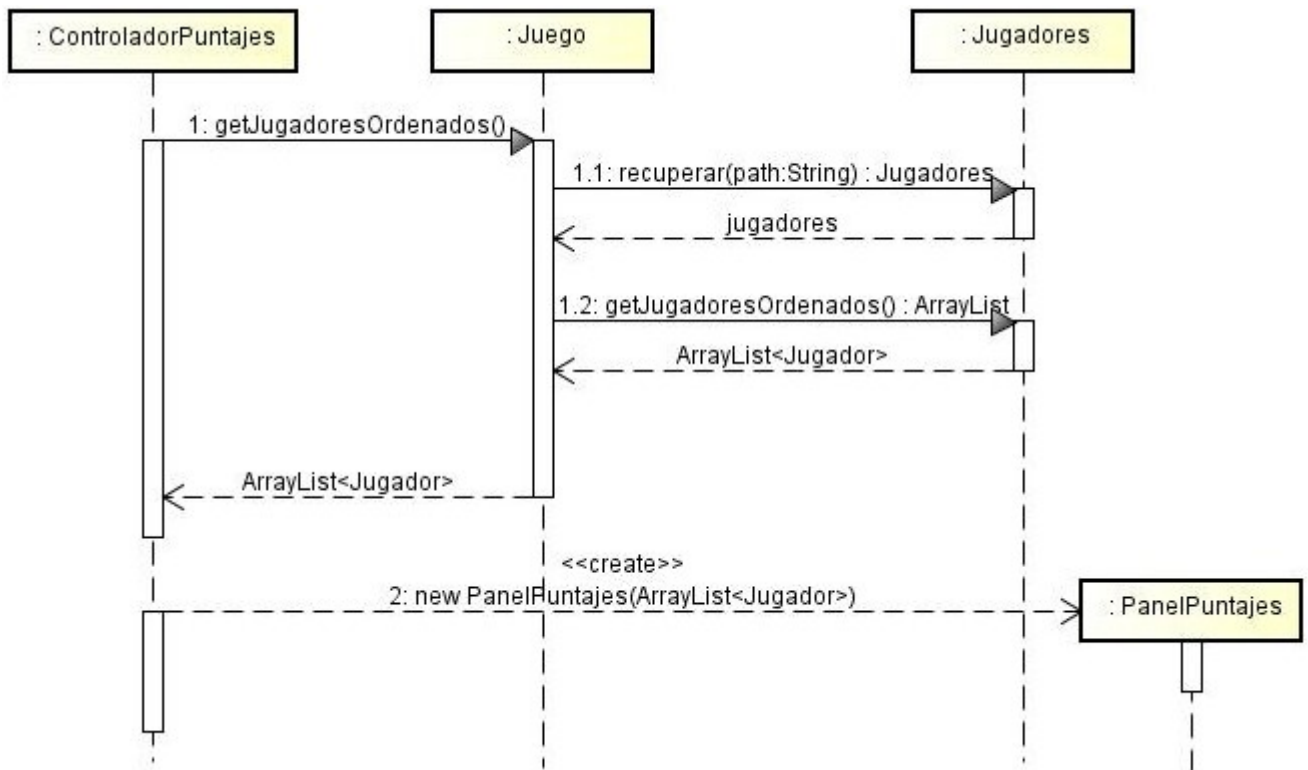 : ControladorPuntajes
: Juego
: Jugadores
1: getJugadoresOrdenados()
1.1: recuperar(path:String) : Jugadores
jugadores
1.2: getJugadoresOrdenados() : ArrayList
ArrayList<Jugador>
ArrayList<Jugador>
<<create>>
2: new PanelPuntajes(ArrayList<Jugador>)
: PanelPuntajes